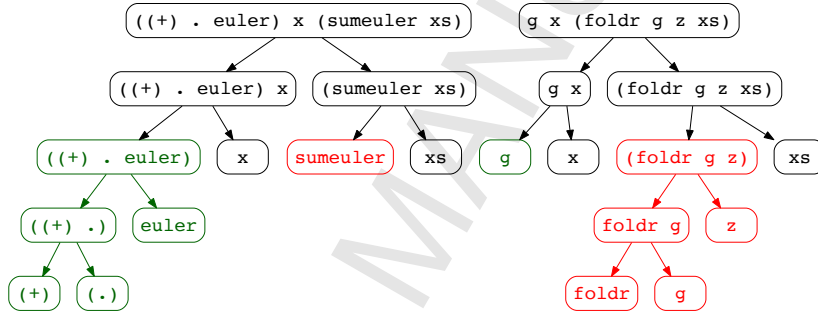 ((+) . euler) x (sumeuler xs) g x (foldr g z xs)
((+) . euler) x (sumeuler xs) g x (foldr g z xs)
((+) . euler) x sumeuler xs g x (foldr g z) xs
((+) .) euler foldr g z
(+) (.) foldr g